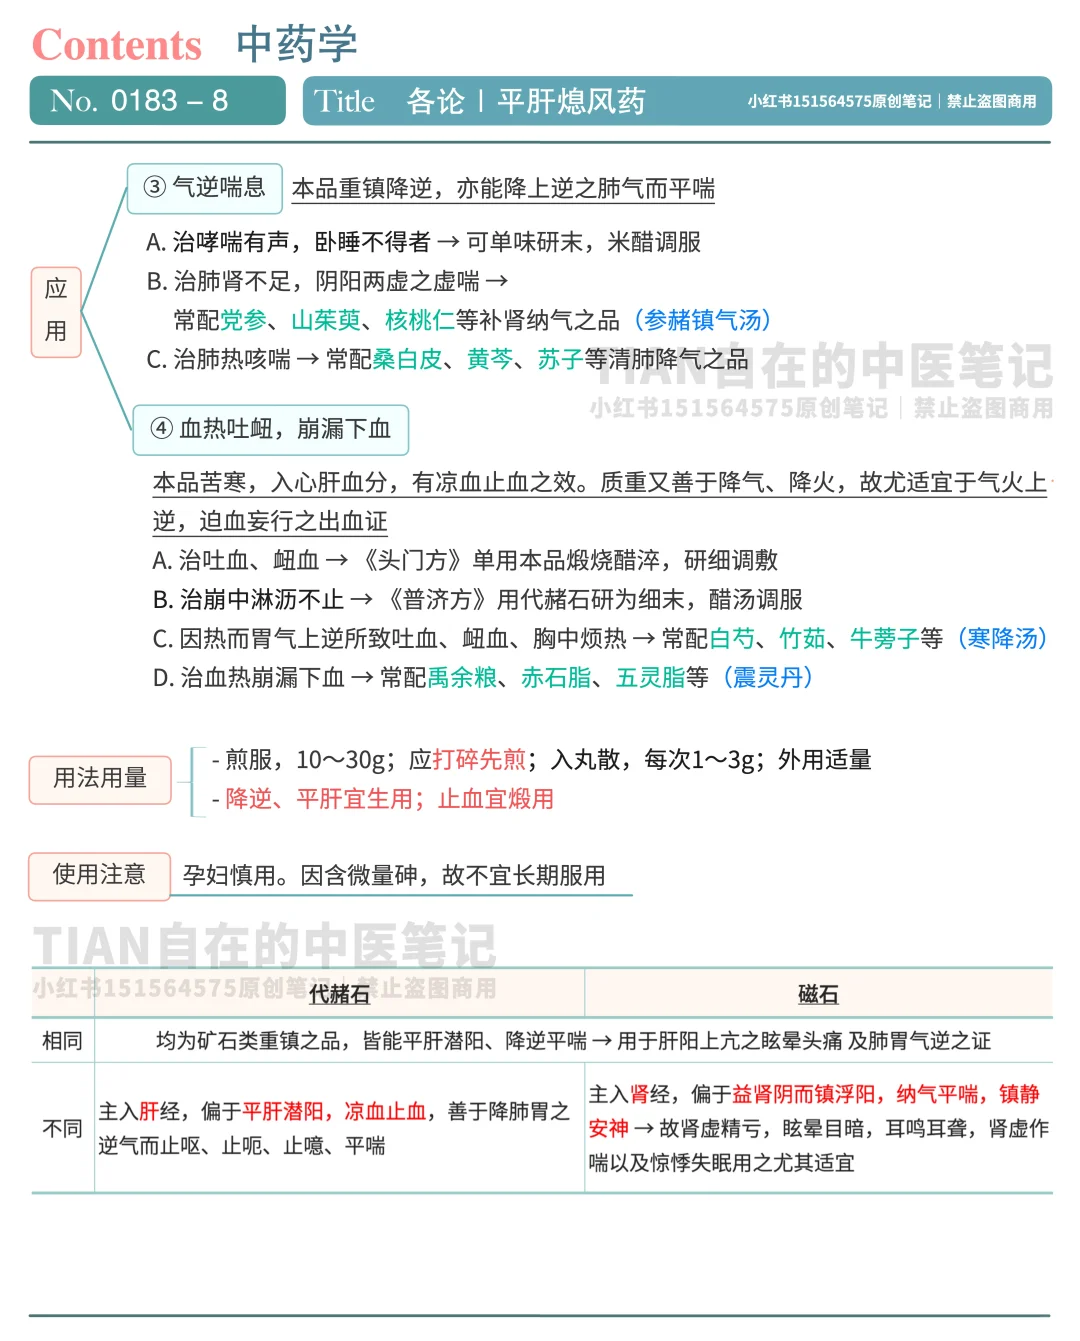 Contents 中药学
No. 0183 – 8
Title 各论丨平肝熄风药 小红书151564575原创笔记｜禁止盗图商用
③ 气逆喘息 本品重镇降逆，亦能降上逆之肺气而平喘
A. 治哮喘有声，卧睡不得者 → 可单味研末，米醋调服
应用
B. 治肺肾不足，阴阳两虚之虚喘 →
常配党参、山茱萸、核桃仁等补肾纳气之品（参赭镇气汤）
C. 治肺热咳喘 → 常配桑白皮、黄芩、苏子等清肺降气之品
TIAN自在的中医笔记
小红书151564575原创笔记｜禁止盗图商用
④ 血热吐衄，崩漏下血
本品苦寒，入心肝血分，有凉血止血之效。质重又善于降气、降火，故尤适宜于气火上
逆，迫血妄行之出血证
A. 治吐血、衄血 → 《头门方》单用本品煅烧醋淬，研细调敷
B. 治崩中淋沥不止 → 《普济方》用代赭石研为细末，醋汤调服
C. 因热而胃气上逆所致吐血、衄血、胸中烦热 → 常配白芍、竹茹、牛蒡子等（寒降汤）
D. 治血热崩漏下血 → 常配禹余粮、赤石脂、五灵脂等（震灵丹）
用法用量
- 煎服，10～30g；应打碎先煎；入丸散，每次1～3g；外用适量
- 降逆、平肝宜生用；止血宜煅用
使用注意 孕妇慎用。因含微量砷，故不宜长期服用
TIAN自在的中医笔记
小红书151564575原创笔记｜禁止盗图商用
代赭石 磁石
相同 均为矿石类重镇之品，皆能平肝潜阳、降逆平喘 → 用于肝阳上亢之眩晕头痛 及肺胃气逆之证
不同
主入肝经，偏于平肝潜阳，凉血止血，善于降肺胃之
逆气而止呕、止呃、止噫、平喘
主入肾经，偏于益肾阴而镇浮阳，纳气平喘，镇静
安神 → 故肾虚精亏，眩晕目暗，耳鸣耳聋，肾虚作
喘以及惊悸失眠用之尤其适宜